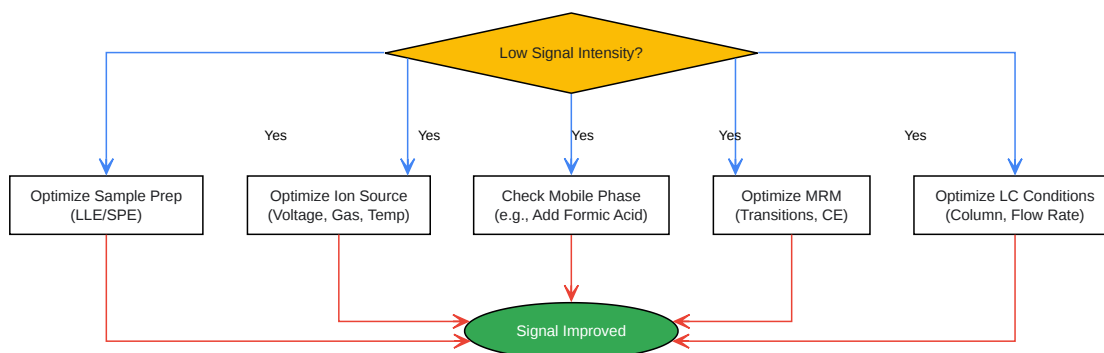 Low Signal Intensity?
Yes
Yes
Yes
Yes
Yes
Optimize Sample Prep
(LLE/SPE)
Optimize Ion Source
(Voltage, Gas, Temp)
Check Mobile Phase
(e.g., Add Formic Acid)
Optimize MRM
(Transitions, CE)
Optimize LC Conditions
(Column, Flow Rate)
Signal Improved